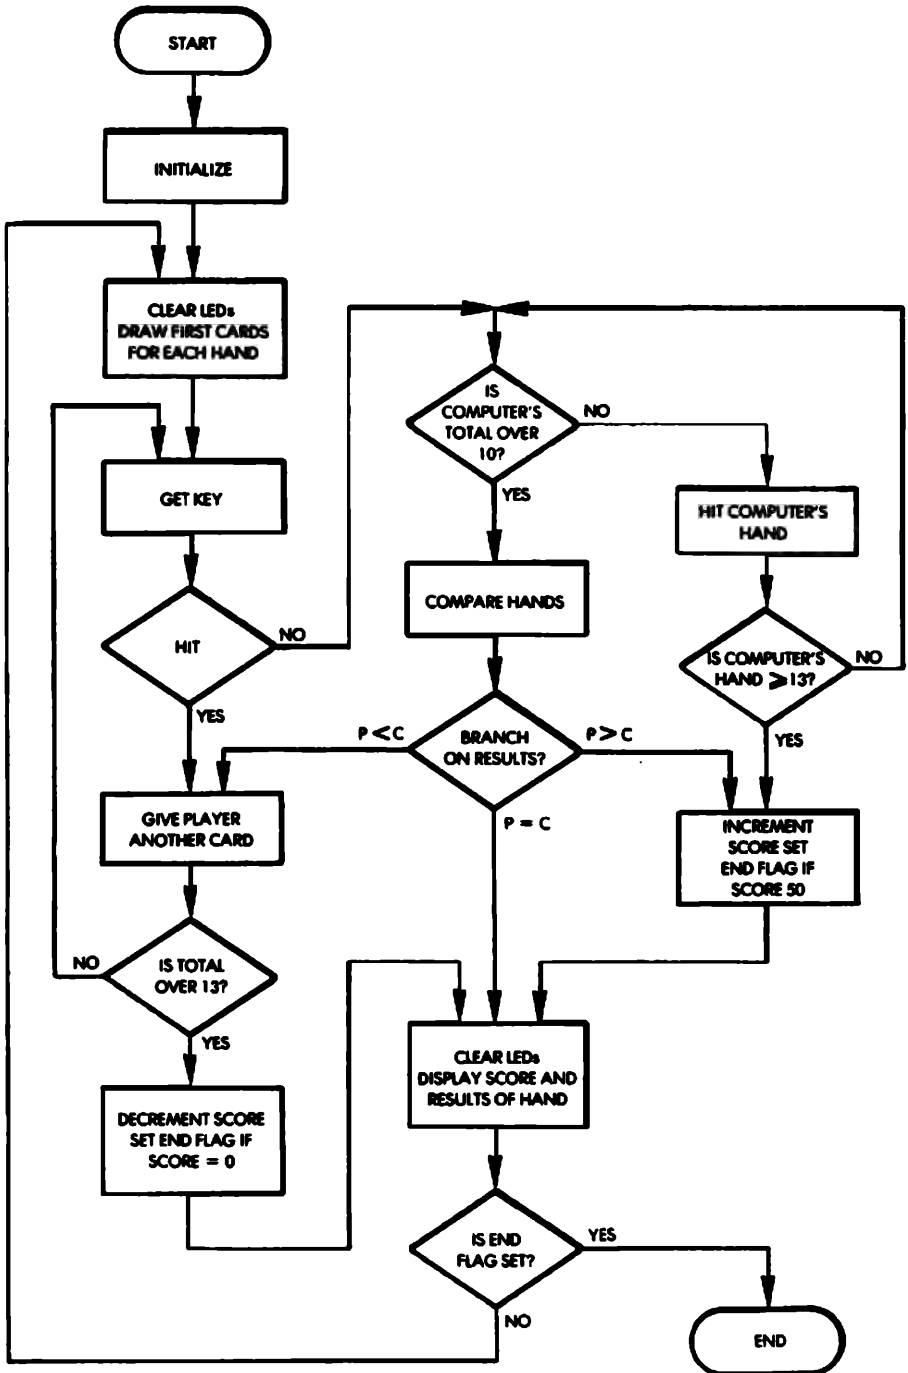 START
INITIALIZE
CLEAR LEDs
DRAW FIRST CARDS
FOR EACH HAND
GET KEY
HIT
NO
YES
GIVE PLAYER
ANOTHER CARD
IS TOTAL
OVER 13?
NO
YES
DECREMENT SCORE
SET END FLAG IF
SCORE = 0
IS
COMPUTER'S
TOTAL OVER
10?
NO
YES
HIT COMPUTER'S
HAND
COMPARE HANDS
IS COMPUTER'S
HAND ⩾13?
NO
YES
BRANCH
ON RESULTS?
P < C
P > C
P = C
INCREMENT
SCORE SET
END FLAG IF
SCORE 50
CLEAR LEDs
DISPLAY SCORE AND
RESULTS OF HAND
IS END
FLAG SET?
YES
NO
END